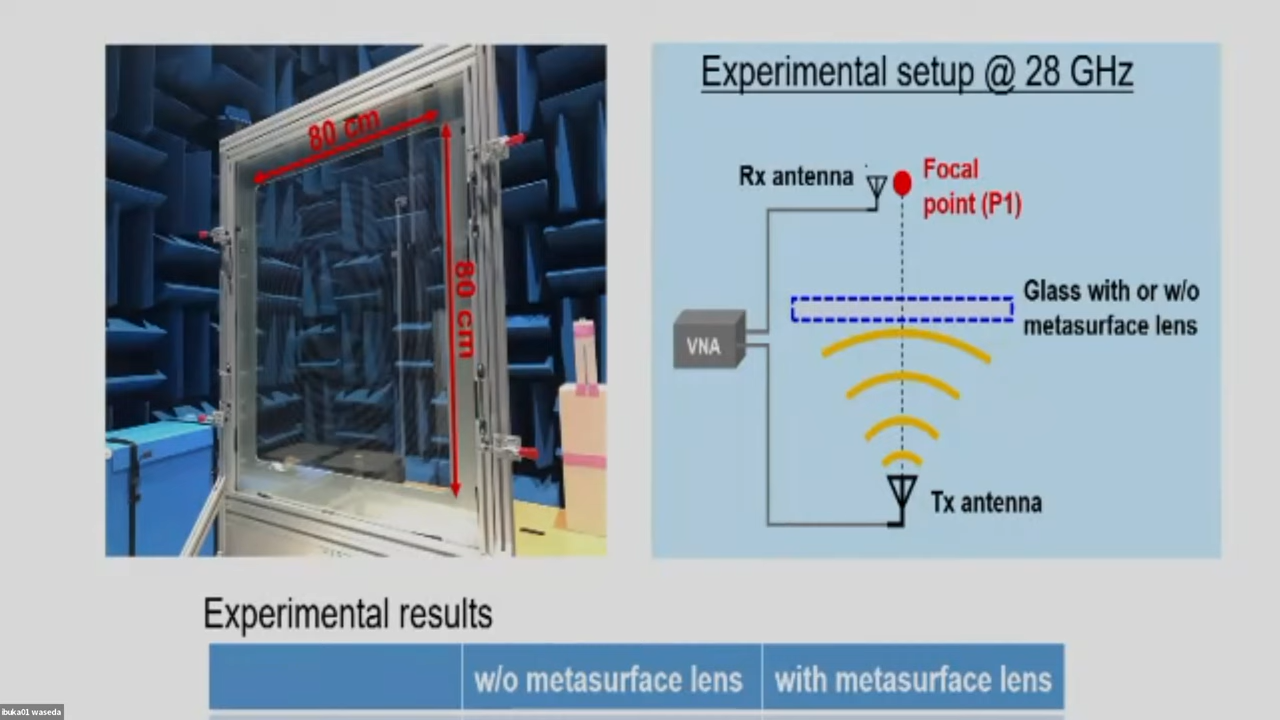 80 cm
80 cm
Experimental setup @ 28 GHz
Rx antenna
Focal
point (P1)
Glass with or w/o
metasurface lens
VNA
Tx antenna
Experimental results
w/o metasurface lens
with metasurface lens
ibuka01 waseda